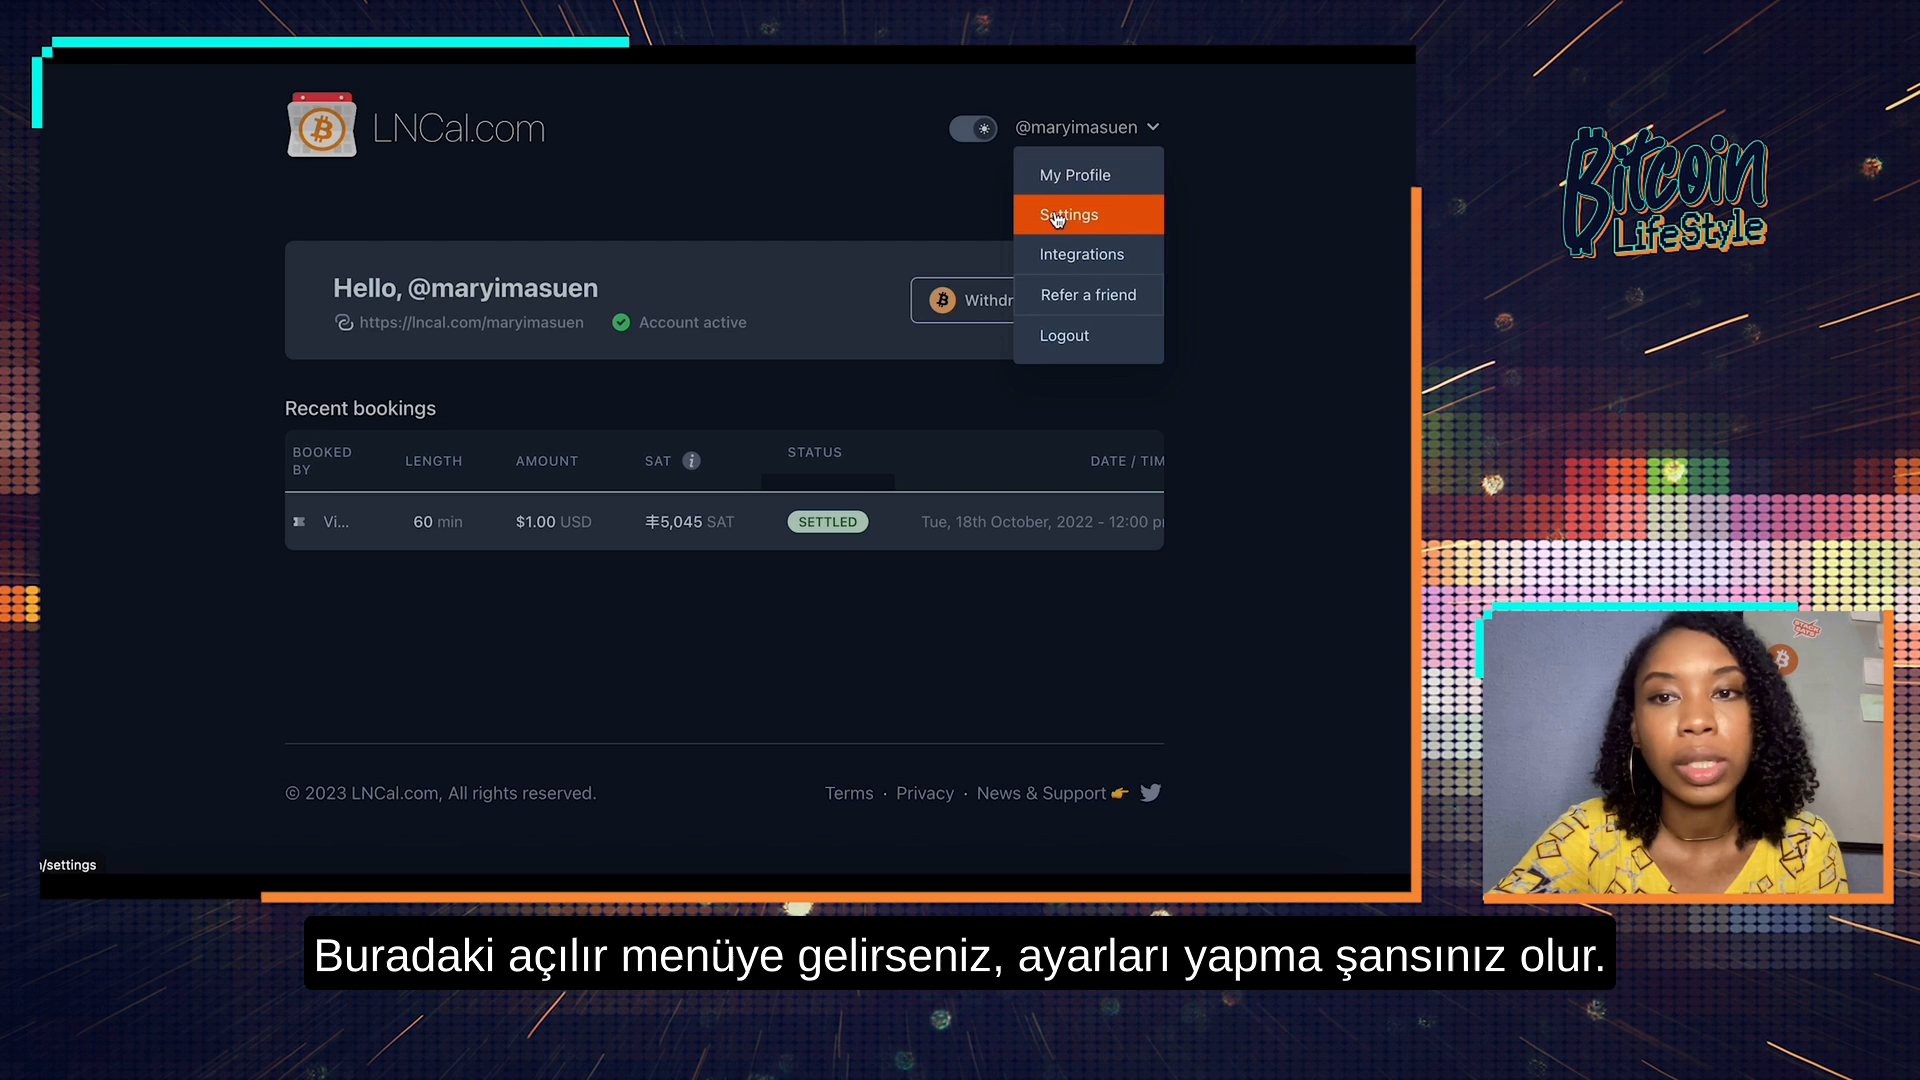 LNCal.com
@maryimasuen
My Profile
Settings
Integrations
Refer a friend
Logout
Hello, @maryimasuen
https://lncal.com/maryimasuen
Account active
Recent bookings
BOOKED BY
LENGTH
AMOUNT
SAT
STATUS
DATE /
Vi...
60 min
$1.00 USD
5,045 SAT
SETTLED
Tue, 18th October, 2022 - 12:00
© 2023 LNCal.com, All rights reserved.
Terms · Privacy · News & Support
/settings
Bitcoin
LifeStyle
STACK
SATS
Buradaki açılır menüye gelirseniz, ayarları yapma şansınız olur.